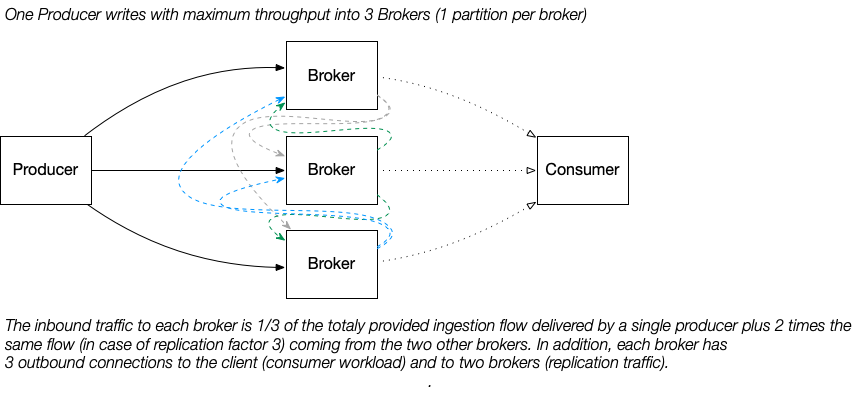 One Producer writes with maximum throughput into 3 Brokers (1 partition per broker)
Broker
Producer
Broker
Consumer
Broker
The inbound traffic to each broker is 1/3 of the totaly provided ingestion flow delivered by a single producer plus 2 times the
same flow (in case of replication factor 3) coming from the two other brokers. In addition, each broker has
3 outbound connections to the client (consumer workload) and to two brokers (replication traffic).
.